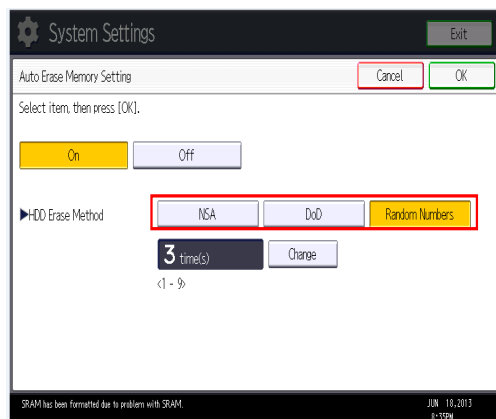 System Settings
Exit
Auto Erase Memory Setting
Cancel
OK
Select item, then press [OK].
On
Off
►HDD Erase Method
NSA
DoD
Random Numbers
3 time(s)
Change
<1 - 9>
SRAM has been formatted due to problem with SRAM.
JUN 18,2013
8:35PM